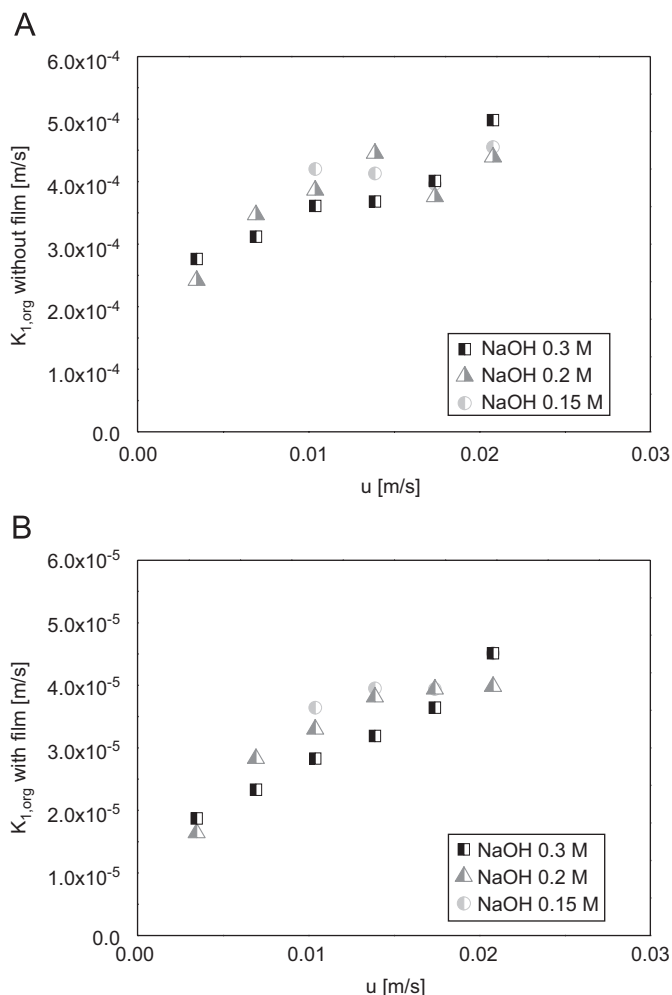 A
6.0x10-4
5.0x10-4
4.0x10-4
3.0x10-4
2.0x10-4
1.0x10-4
0.0
K1,org without film [m/s]
NaOH 0.3 M
NaOH 0.2 M
NaOH 0.15 M
0.00 0.01 0.02 0.03
u [m/s]
B
6.0x10-5
5.0x10-5
4.0x10-5
3.0x10-5
2.0x10-5
1.0x10-5
0.0
K1,org with film [m/s]
NaOH 0.3 M
NaOH 0.2 M
NaOH 0.15 M
0.00 0.01 0.02 0.03
u [m/s]